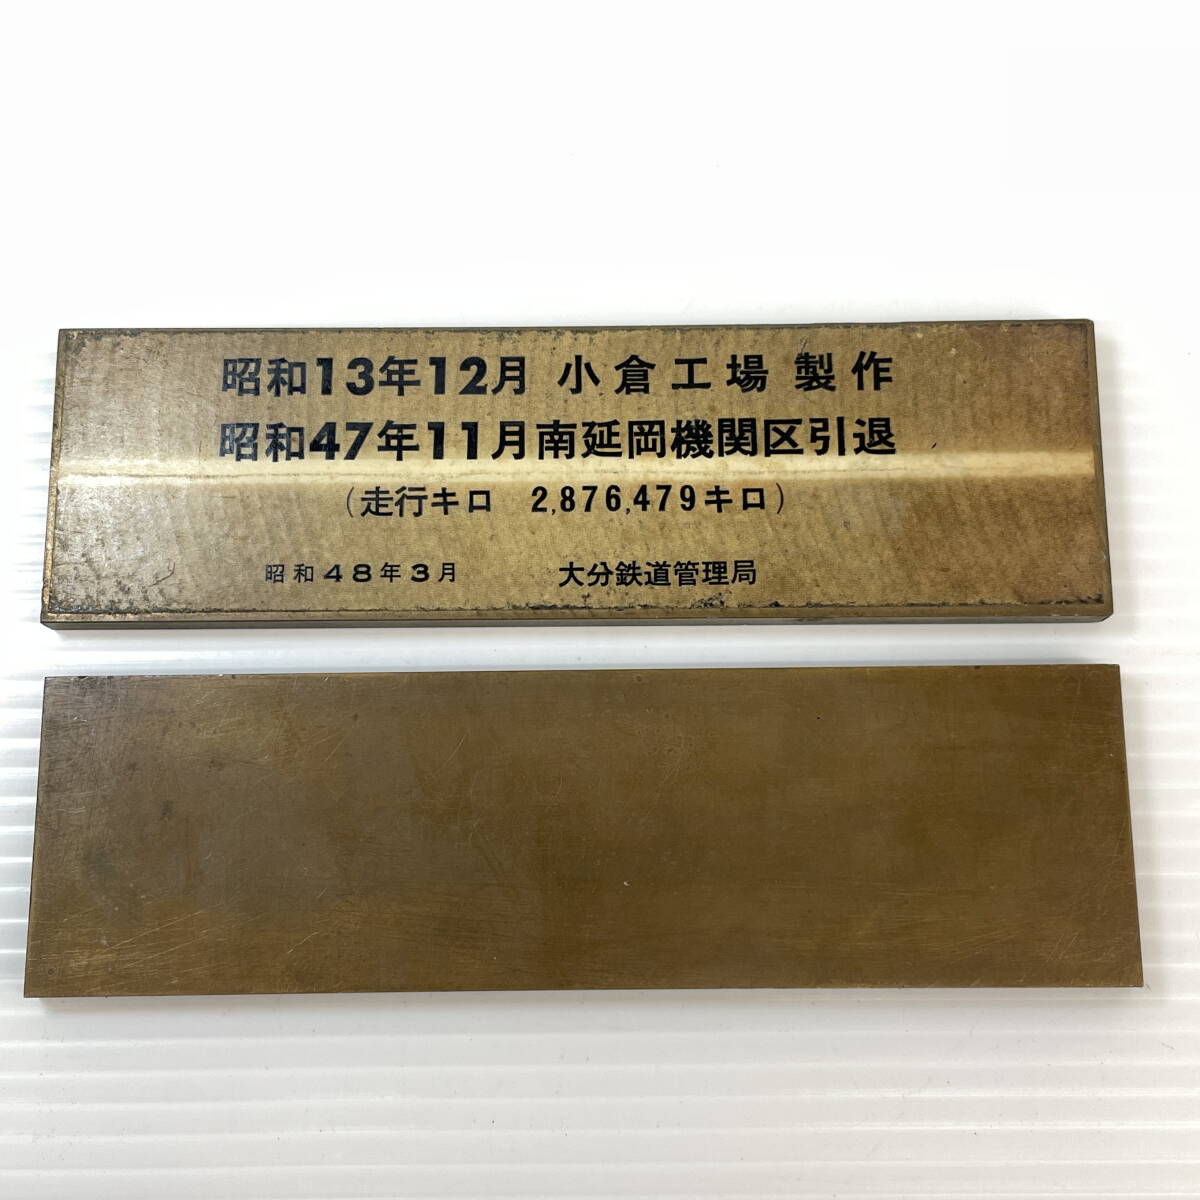 昭和13年12月 小倉工場 製作
昭和47年11月南延岡機関区引退
(走行キロ 2,876,479キロ)
昭和48年3月 大分鉄道管理局